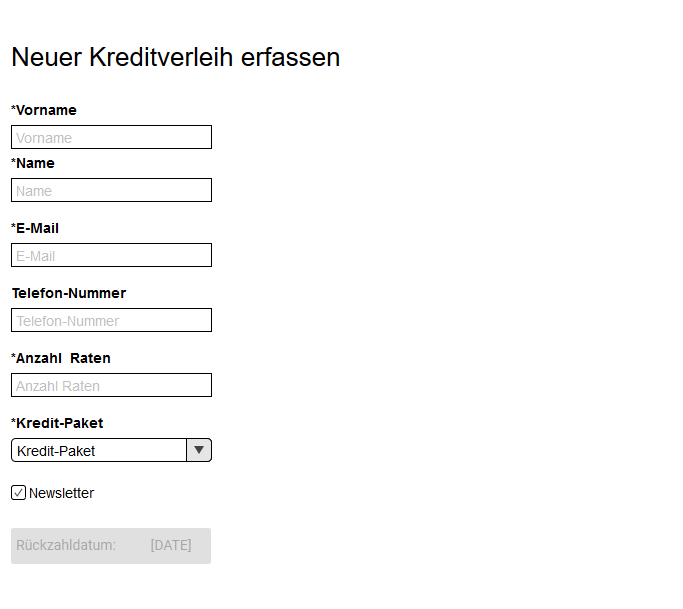 Neuer Kreditverleih erfassen
*Vorname
Vorname
*Name
Name
*E-Mail
E-Mail
Telefon-Nummer
Telefon-Nummer
*Anzahl  Raten
Anzahl Raten
*Kredit-Paket
Kredit-Paket
Newsletter
Rückzahldatum: [DATE]